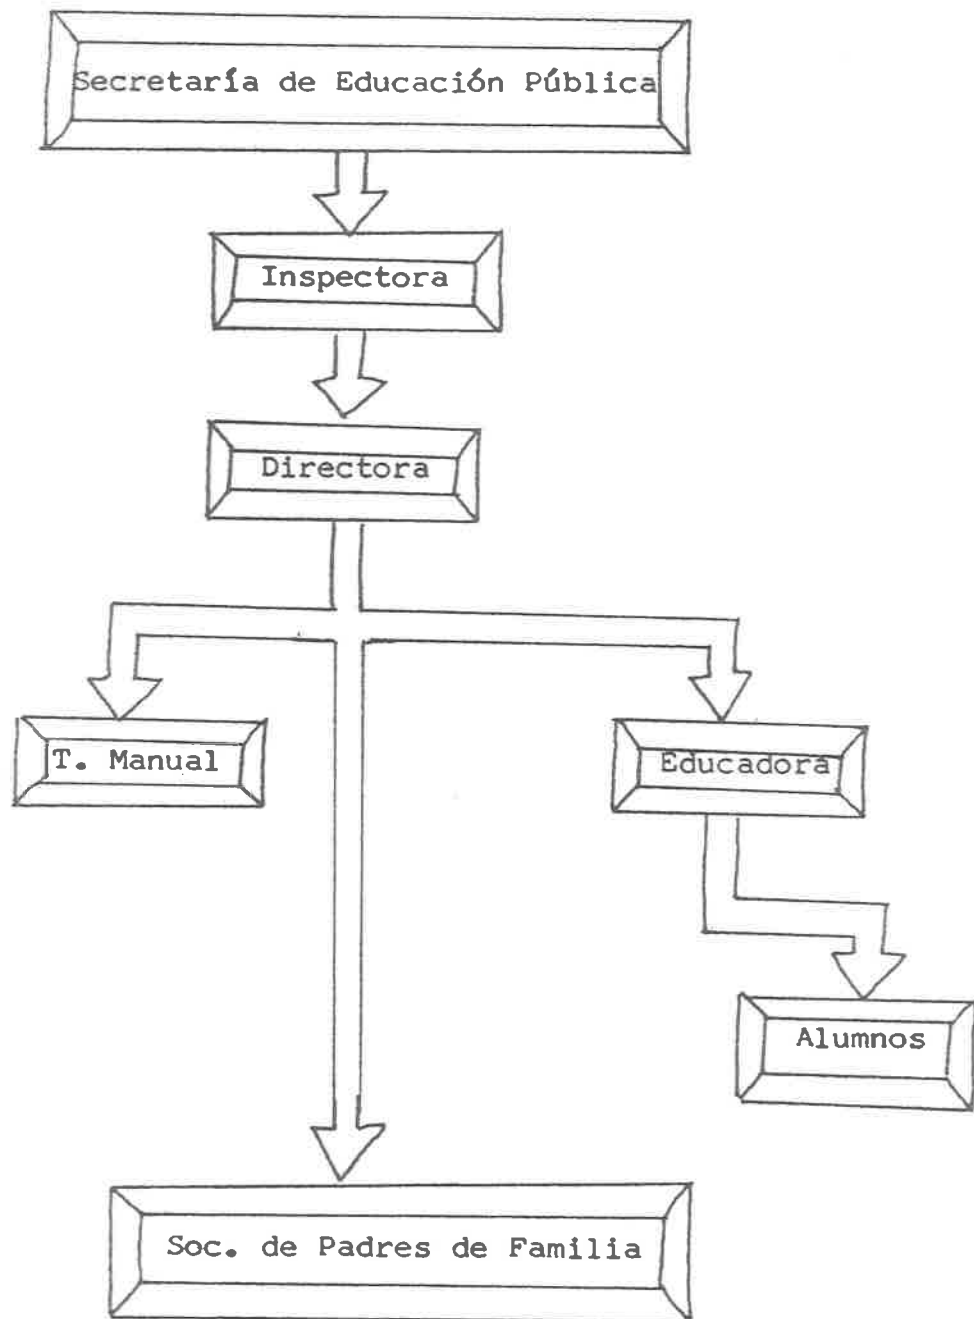 Secretaría de Educación Pública
Inspectora
Directora
T. Manual
Educadora
Alumnos
Soc. de Padres de Familia